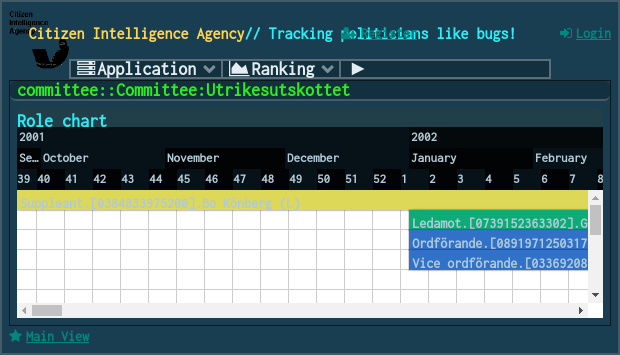 Citizen
Intelligence
Agency
Citizen Intelligence Agency// Tracking politicians like bugs!
Login
Application Ranking
committee::Committee:Utrikesutskottet
Role chart
2001 2002
Se… October November December January February
39 40 41 42 43 44 45 46 47 48 49 50 51 52 1 2 3 4 5 6 7 8
Suppleant.[0384833975200].Bo Könberg (L)
Ledamot.[0739152363302].G
Ordförande.[0891971250317
Vice ordförande.[03369208
Main View